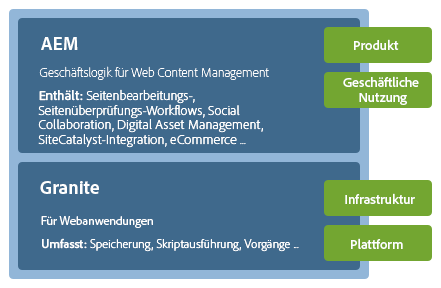 AEM
Geschäftslogik für Web Content Management
Enthält: Seitenbearbeitungs-,
Seitenüberprüfungs-Workflows, Social
Collaboration, Digital Asset Management,
SiteCatalyst-Integration, eCommerce ...
Produkt
Geschäftliche
Nutzung
Granite
Für Webanwendungen
Umfasst: Speicherung, Skriptausführung, Vorgänge ...
Infrastruktur
Plattform